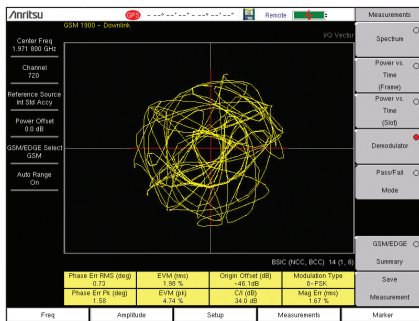 Anritsu
GPS
Remote
Measurements
GSM 1900 - Downlink
I/Q Vector
Center Freq
1.971 800 GHz
Channel
720
Reference Source
Int Std Accy
Power Offset
0.0 dB
GSM/EDGE Select
GSM
Auto Range
On
Spectrum
Power vs.
Time
(Frame)
Power vs.
Time
(Slot)
Demodulator
Pass/Fail
Mode
GSM/EDGE
Summary
Save
Measurement
BSIC (NCC, BCC) 14 (1, 6)
Phase Err RMS (deg) EVM (rms) Origin Offset (dB) Modulation Type
0.73 1.98 % -46.1dB 8-PSK
Phase Err Pk (deg) EVM (pk) C/I (dB) Mag Err (rms)
1.58 4.74 % 34.0 dB 1.67 %
Freq Amplitude Setup Measurements Marker